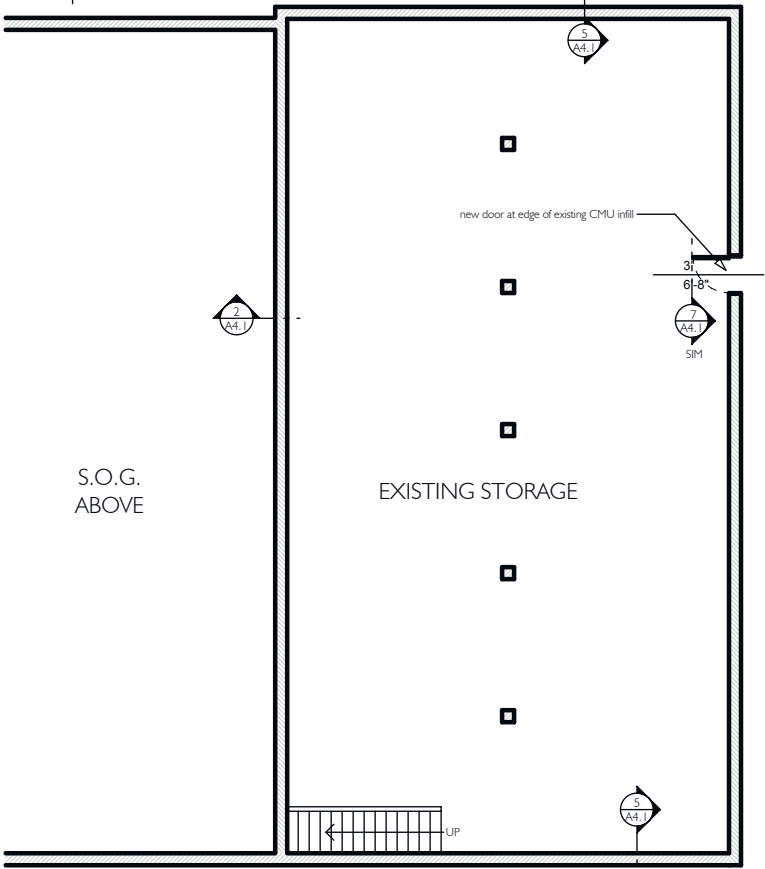 5
A4.1
new door at edge of existing CMU infill
3'
6'-8"
2
A4.1
7
A4.1
SIM
S.O.G.
ABOVE
EXISTING STORAGE
5
A4.1
UP